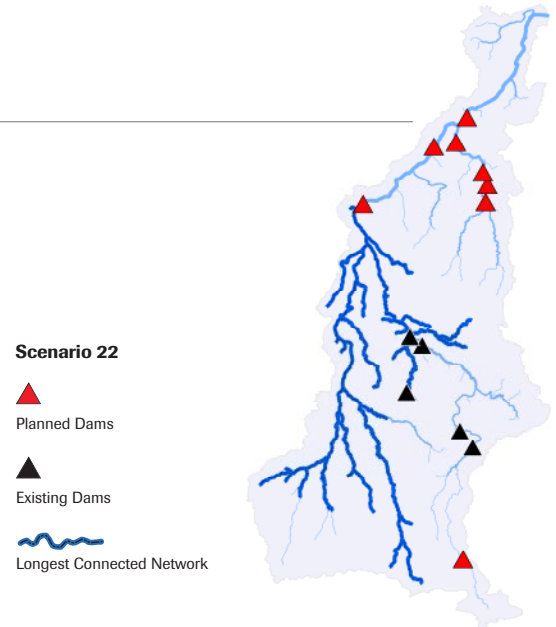 Scenario 22
Planned Dams
Existing Dams
Longest Connected Network